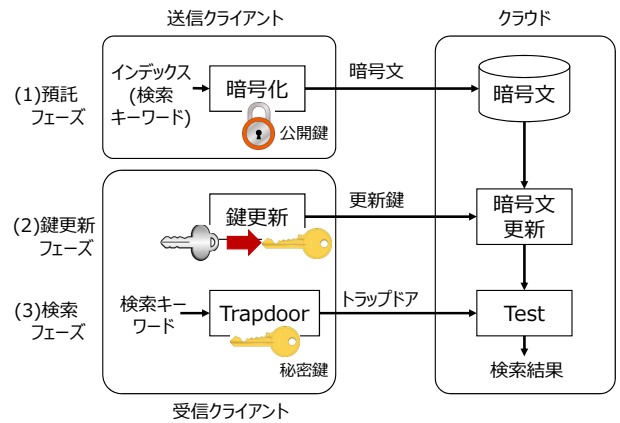 送信クライアント
クラウド
(1)預託
フェーズ
インデックス
(検索
キーワード)
暗号化
公開鍵
暗号文
暗号文
(2)鍵更新
フェーズ
鍵更新
更新鍵
暗号文
更新
(3)検索
フェーズ
検索キー
ワード
Trapdoor
秘密鍵
トラップドア
Test
検索結果
受信クライアント